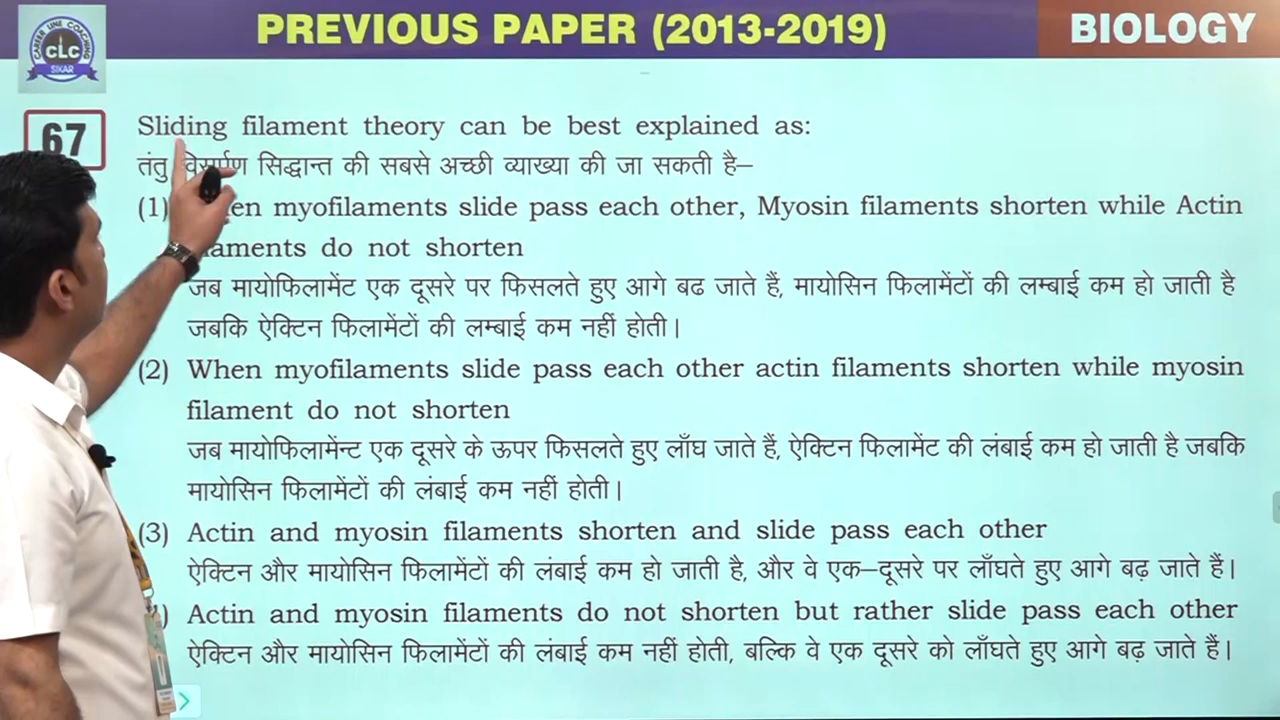 PREVIOUS PAPER (2013-2019)
BIOLOGY
CAREER LINE COACHING
CLC
SIKAR
67
Sliding filament theory can be best explained as:
तंतु विसर्पण सिद्धान्त की सबसे अच्छी व्याख्या की जा सकती है–
(1) myofilaments slide pass each other, Myosin filaments shorten while Actin
do not shorten
जब मायोफिलामेंट एक दूसरे पर फिसलते हुए आगे बढ जाते हैं, मायोसिन फिलामेंटों की लम्बाई कम हो जाती है
जबकि ऐक्टिन फिलामेंटों की लम्बाई कम नहीं होती।
(2) When myofilaments slide pass each other actin filaments shorten while myosin
filament do not shorten
जब मायोफिलामेंन्ट एक दूसरे के ऊपर फिसलते हुए लाँघ जाते हैं, ऐक्टिन फिलामेंट की लंबाई कम हो जाती है जबकि
मायोसिन फिलामेंटों की लंबाई कम नहीं होती।
(3) Actin and myosin filaments shorten and slide pass each other
ऐक्टिन और मायोसिन फिलामेंटों की लंबाई कम हो जाती है, और वे एक–दूसरे पर लाँघते हुए आगे बढ़ जाते हैं।
Actin and myosin filaments do not shorten but rather slide pass each other
ऐक्टिन और मायोसिन फिलामेंटों की लंबाई कम नहीं होती, बल्कि वे एक दूसरे को लाँघते हुए आगे बढ़ जाते हैं।